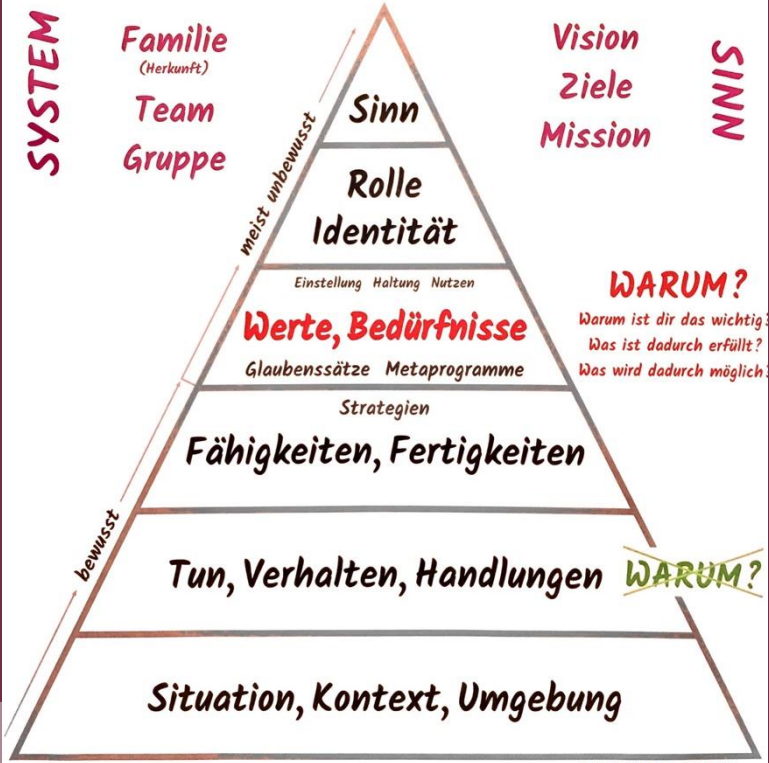 SYSTEM
Familie
(Herkunft)
Team
Gruppe
Vision
Ziele
Mission
SINN
meist unbewusst
bewusst
Sinn
Rolle
Identität
Einstellung Haltung Nutzen
Werte, Bedürfnisse
Glaubenssätze Metaprogramme
WARUM?
Warum ist dir das wichtig?
Was ist dadurch erfüllt?
Was wird dadurch möglich?
Strategien
Fähigkeiten, Fertigkeiten
Tun, Verhalten, Handlungen
WARUM?
Situation, Kontext, Umgebung